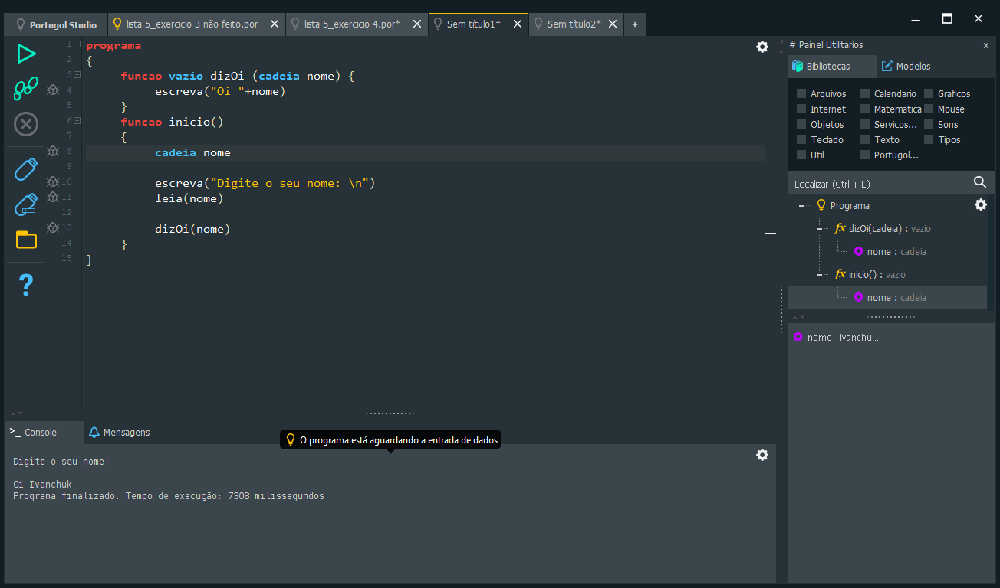 Portugol Studio
lista 5_exercicio 3 não feito.por
lista 5_exercicio 4.por*
Sem título1*
Sem título2*
+
1 programa
2 {
3 funcao vazio dizOi (cadeia nome) {
4 escreva("Oi "+nome)
5 }
6 funcao inicio()
7 {
8 cadeia nome
9
10 escreva("Digite o seu nome: \n")
11 leia(nome)
12
13 dizOi(nome)
14 }
15 }
# Painel Utilitários x
Bibliotecas Modelos
Arquivos Calendario Graficos
Internet Matematica Mouse
Objetos Servicos... Sons
Teclado Texto Tipos
Util Portugol...
Localizar (Ctrl + L)
Programa
fx dizOi(cadeia) : vazio
nome : cadeia
fx inicio() : vazio
nome : cadeia
nome Ivanchu...
>_ Console Mensagens
O programa está aguardando a entrada de dados
Digite o seu nome:
Oi Ivanchuk
Programa finalizado. Tempo de execução: 7308 milissegundos
?